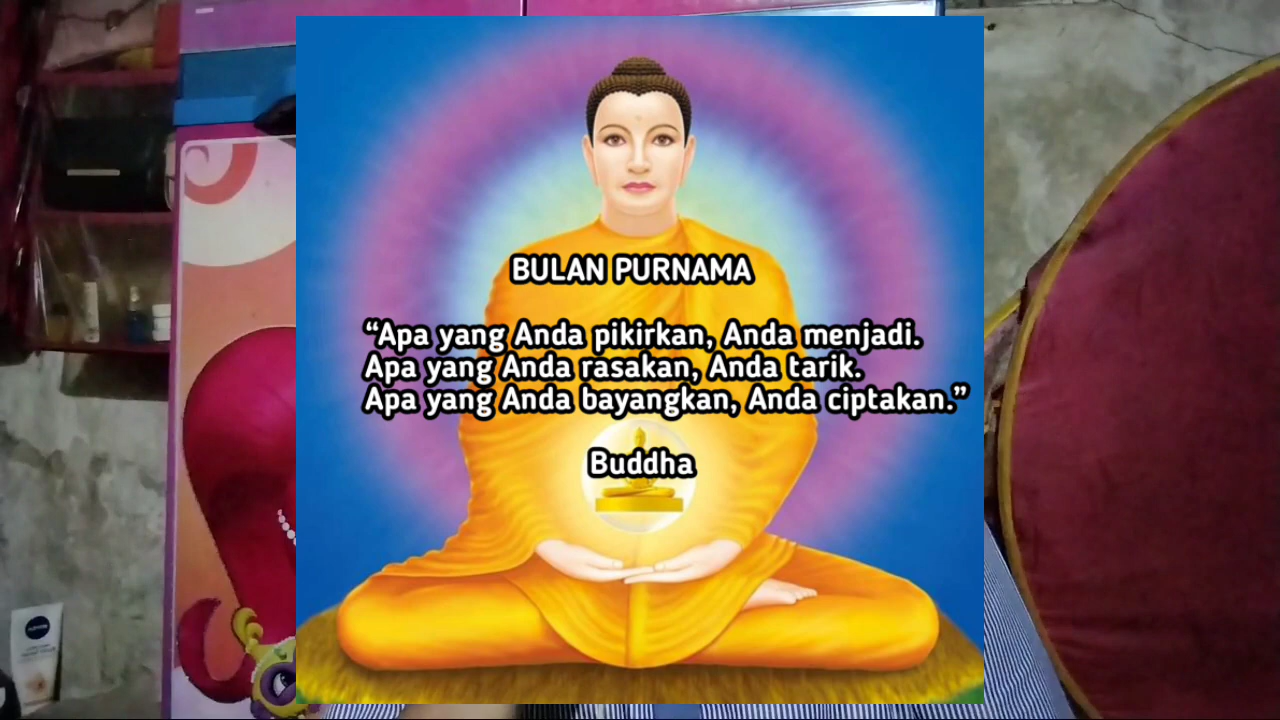 BULAN PURNAMA
“Apa yang Anda pikirkan, Anda menjadi.
Apa yang Anda rasakan, Anda tarik.
Apa yang Anda bayangkan, Anda ciptakan.”
Buddha